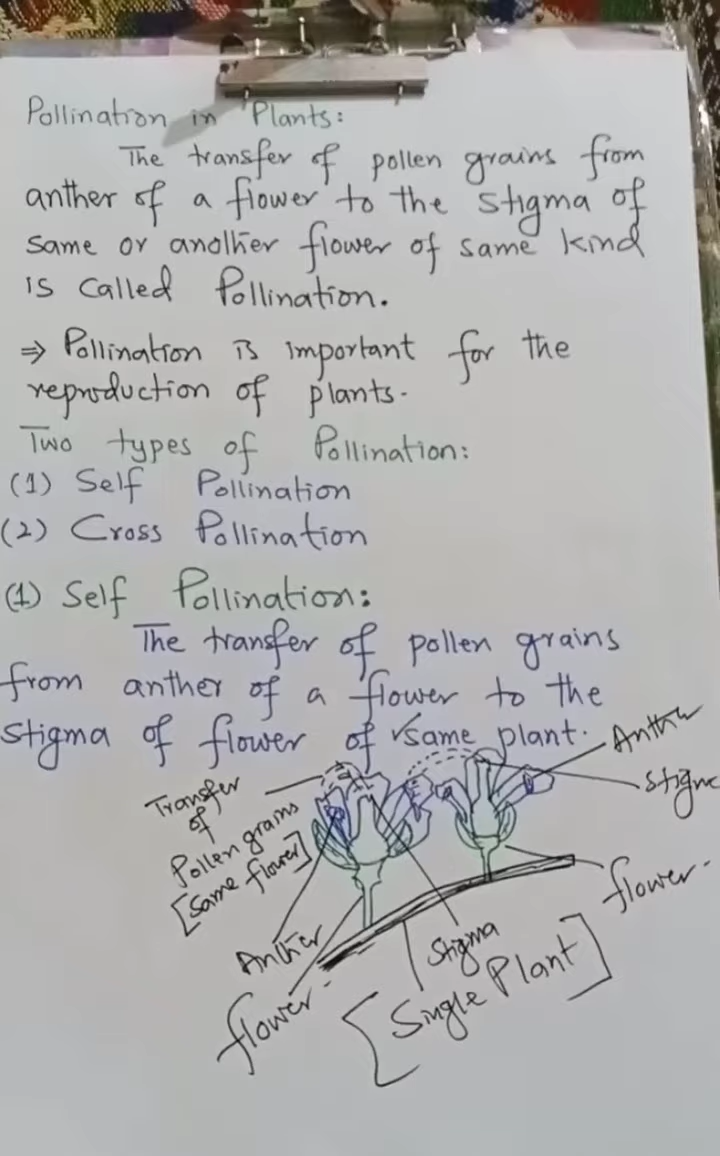 Pollination in Plants:
The transfer of pollen grains from
anther of a flower to the stigma of
same or another flower of same kind
is called Pollination.
⇒ Pollination is important for the
reproduction of plants.
Two types of Pollination:
(1) Self Pollination
(2) Cross Pollination
(1) Self Pollination:
The transfer of pollen grains
from anther of a flower to the
stigma of flower of same plant.
Anther
Stigma
Transfer
of
Pollen grains
[Same flower]
flower.
Anther
Stigma
flower.
[Single Plant]